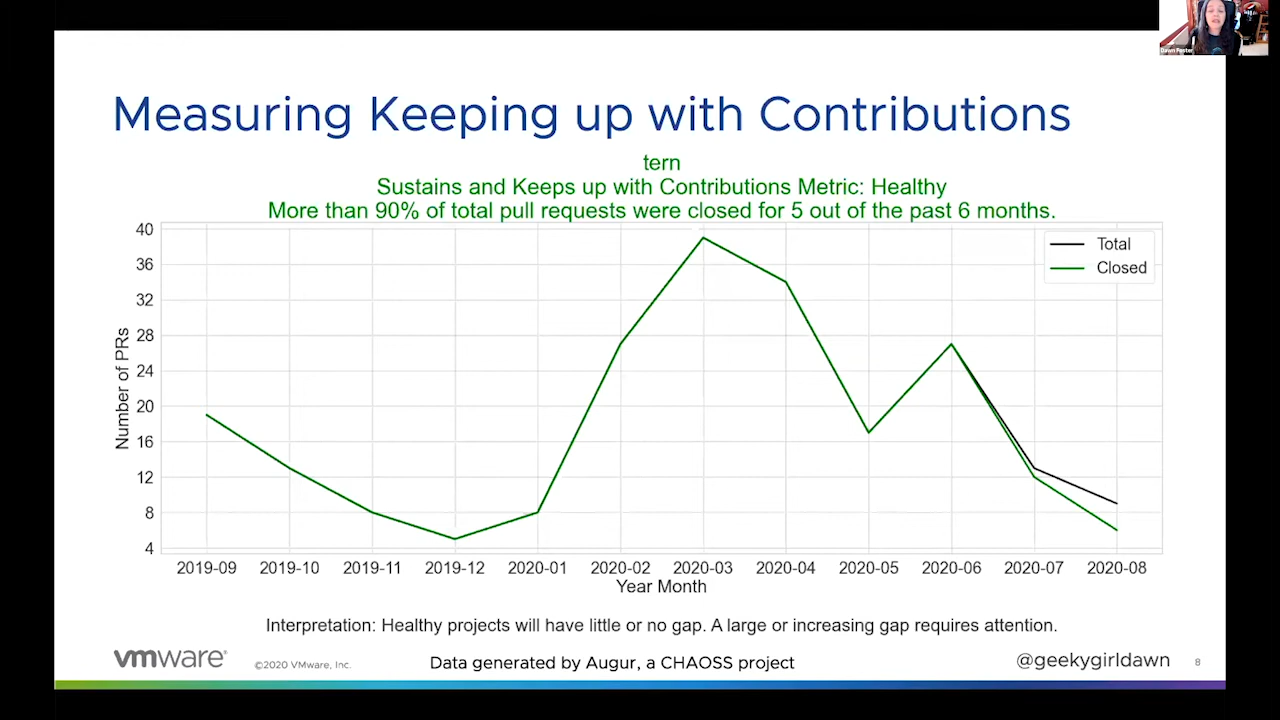 Dawn Foster
Measuring Keeping up with Contributions
tern
Sustains and Keeps up with Contributions Metric: Healthy
More than 90% of total pull requests were closed for 5 out of the past 6 months.
Total
Closed
Number of PRs
40
36
32
28
24
20
16
12
8
4
2019-09 2019-10 2019-11 2019-12 2020-01 2020-02 2020-03 2020-04 2020-05 2020-06 2020-07 2020-08
Year Month
Interpretation: Healthy projects will have little or no gap. A large or increasing gap requires attention.
vmware® ©2020 VMware, Inc. Data generated by Augur, a CHAOSS project @geekygirldawn 8